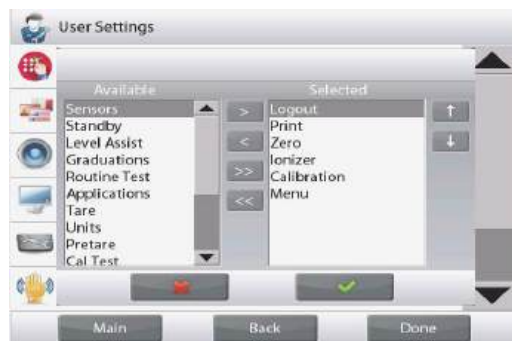 User Settings
Available
Selected
Sensors
Standby
Level Assist
Graduations
Routine Test
Applications
Tare
Units
Pretare
Cal Test
>
<
>>
<<
Logout
Print
Zero
Ionizer
Calibration
Menu
↑
↓
Main
Back
Done